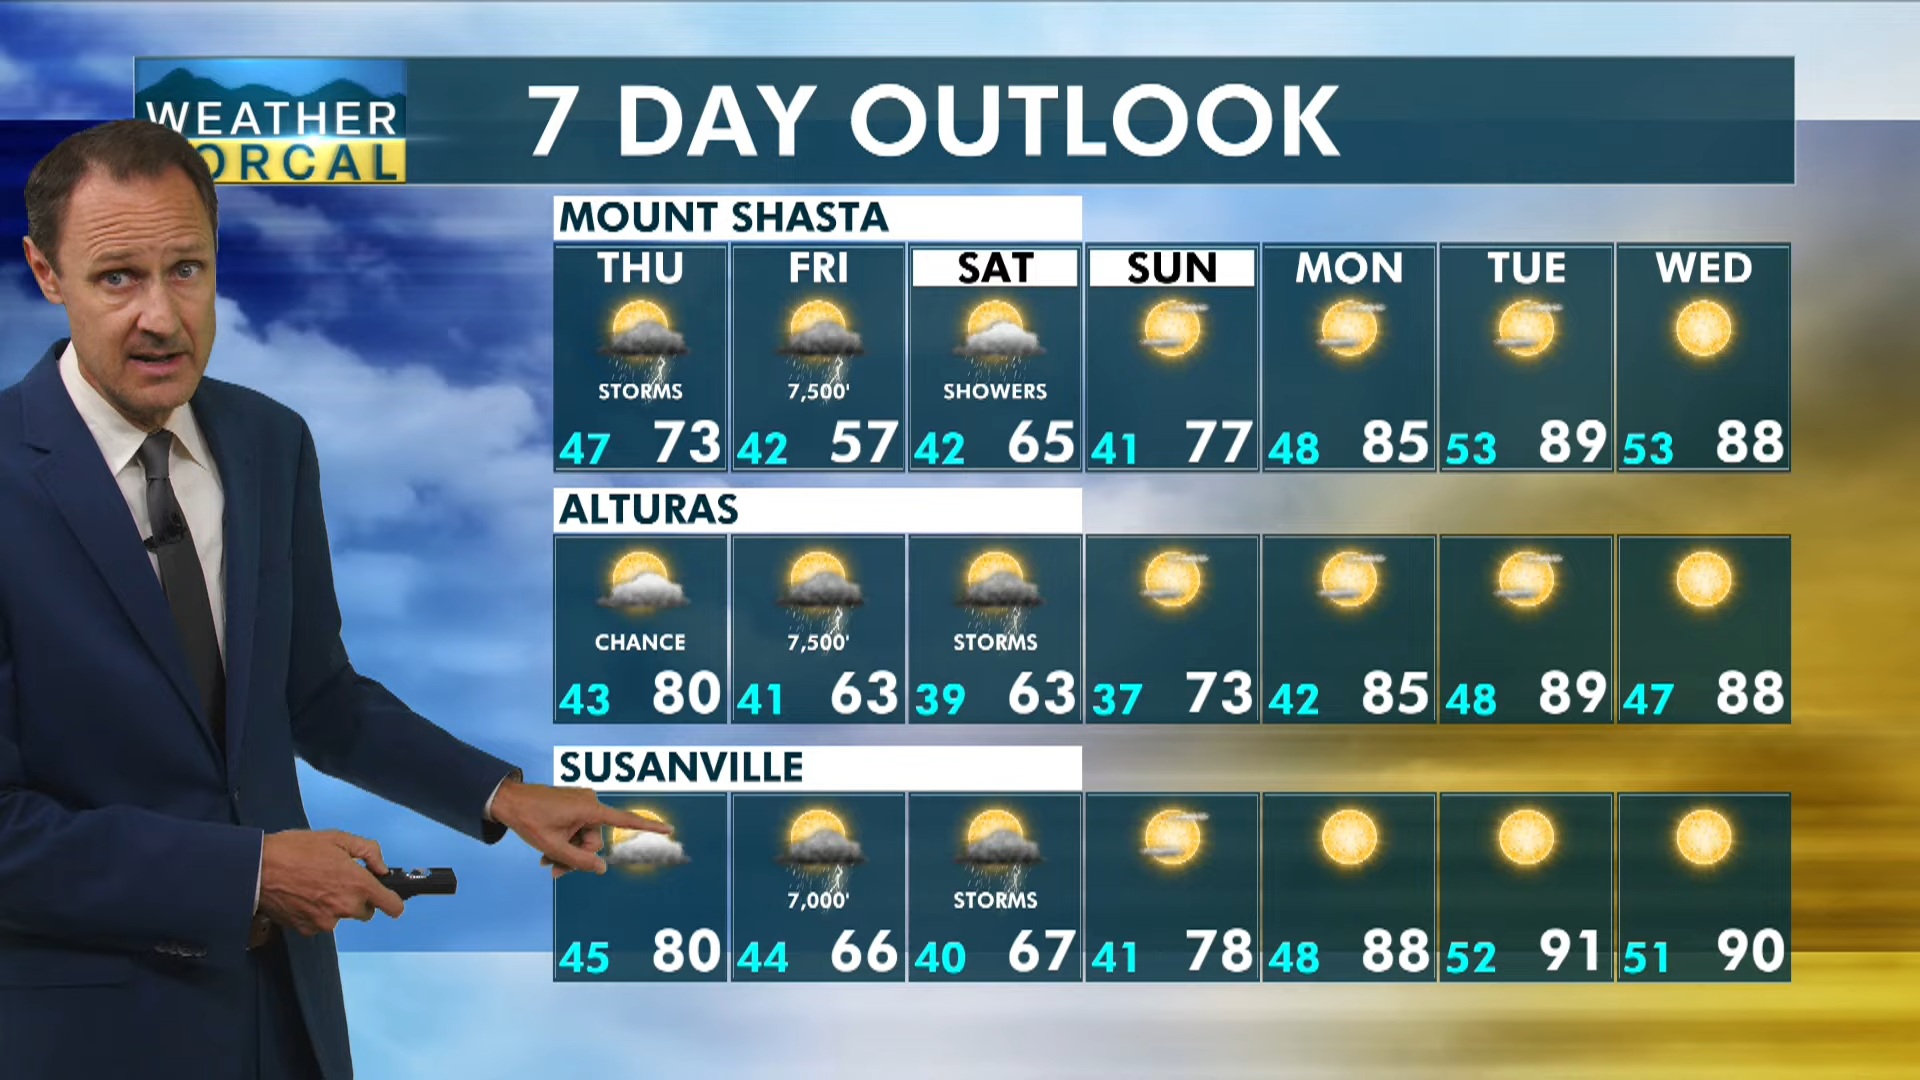 WEATHER
ORCAL
7 DAY OUTLOOK
MOUNT SHASTA
THU FRI SAT SUN MON TUE WED
STORMS 7,500' SHOWERS
47 73 42 57 42 65 41 77 48 85 53 89 53 88
ALTURAS
CHANCE 7,500' STORMS
43 80 41 63 39 63 37 73 42 85 48 89 47 88
SUSANVILLE
7,000' STORMS
45 80 44 66 40 67 41 78 48 88 52 91 51 90